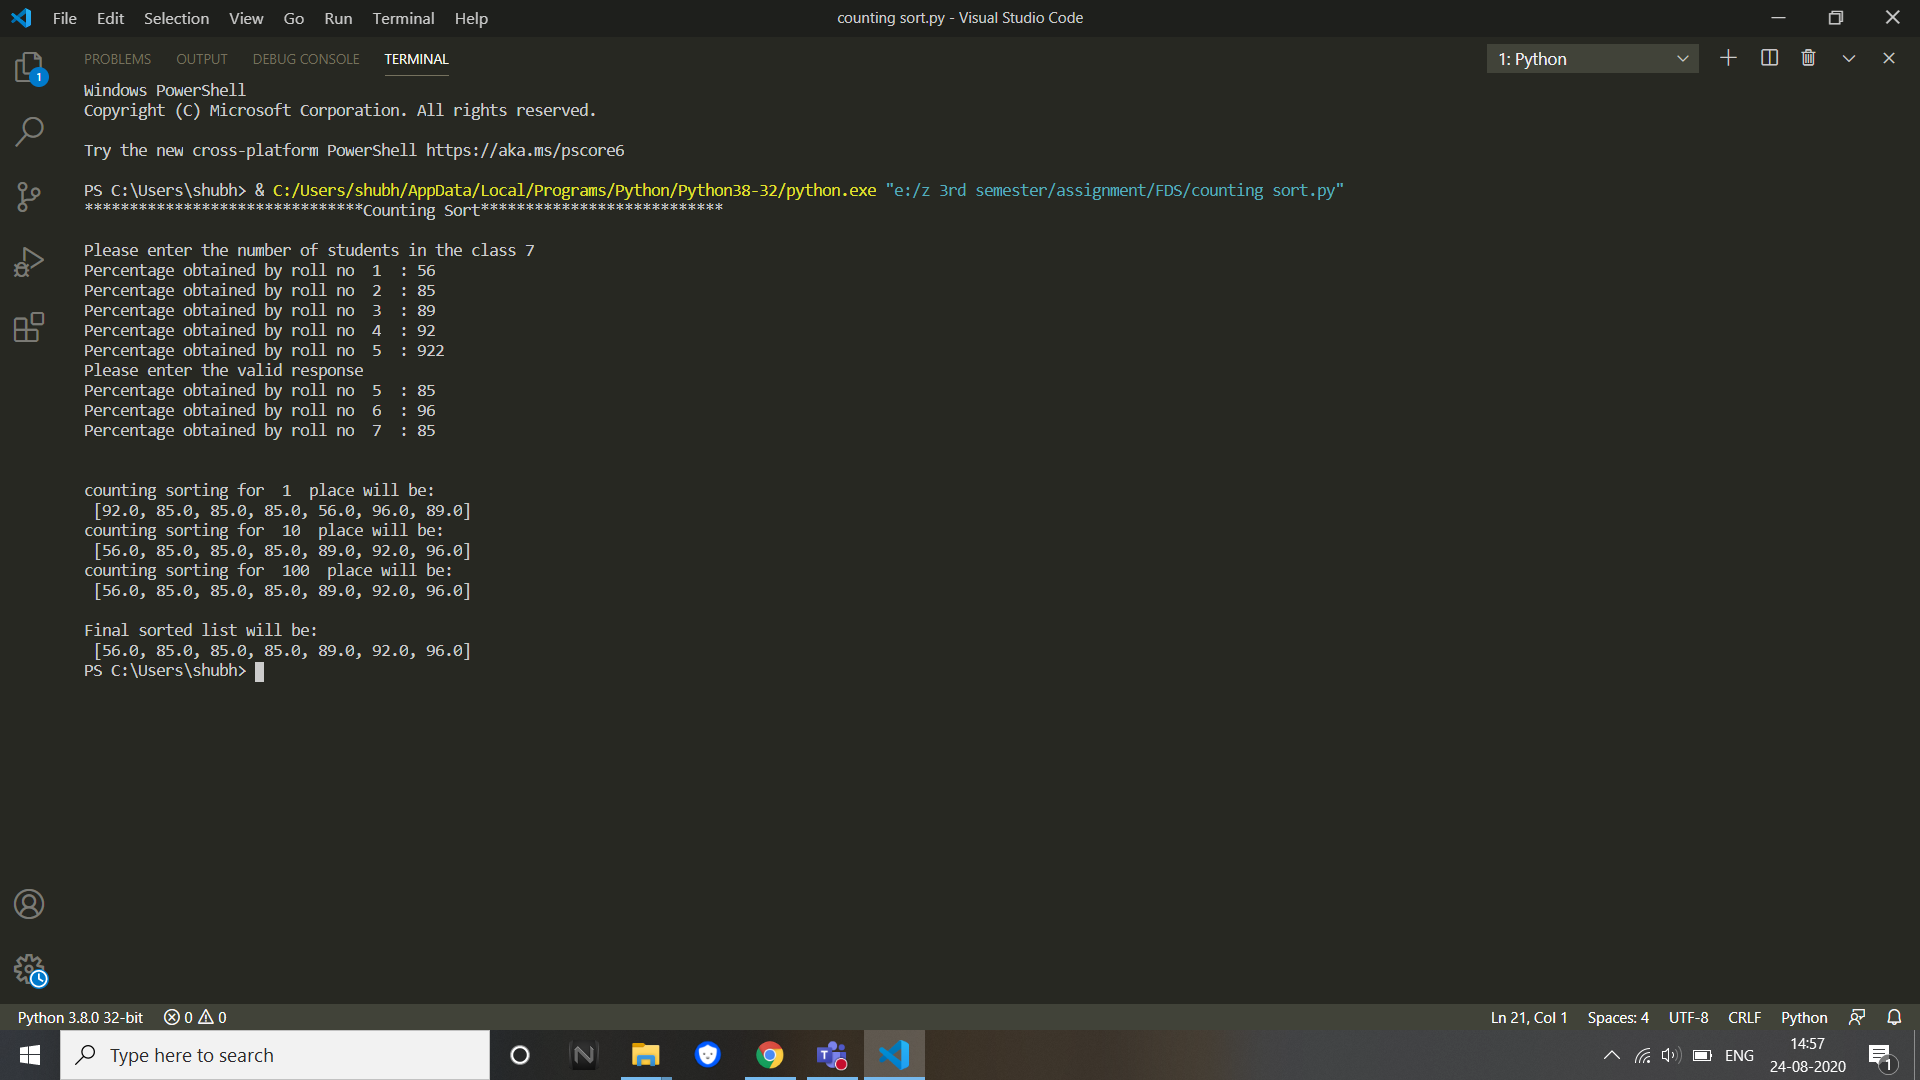 File Edit Selection View Go Run Terminal Help
counting sort.py - Visual Studio Code
PROBLEMS OUTPUT DEBUG CONSOLE TERMINAL
1: Python
1
Windows PowerShell
Copyright (C) Microsoft Corporation. All rights reserved.
Try the new cross-platform PowerShell https://aka.ms/pscore6
PS C:\Users\shubh> & C:/Users/shubh/AppData/Local/Programs/Python/Python38-32/python.exe "e:/z 3rd semester/assignment/FDS/counting sort.py"
*******************************Counting Sort***************************
Please enter the number of students in the class 7
Percentage obtained by roll no  1  : 56
Percentage obtained by roll no  2  : 85
Percentage obtained by roll no  3  : 89
Percentage obtained by roll no  4  : 92
Percentage obtained by roll no  5  : 922
Please enter the valid response
Percentage obtained by roll no  5  : 85
Percentage obtained by roll no  6  : 96
Percentage obtained by roll no  7  : 85
counting sorting for  1  place will be:
 [92.0, 85.0, 85.0, 85.0, 56.0, 96.0, 89.0]
counting sorting for  10  place will be:
 [56.0, 85.0, 85.0, 85.0, 89.0, 92.0, 96.0]
counting sorting for  100  place will be:
 [56.0, 85.0, 85.0, 85.0, 89.0, 92.0, 96.0]
Final sorted list will be:
 [56.0, 85.0, 85.0, 85.0, 89.0, 92.0, 96.0]
PS C:\Users\shubh>
Python 3.8.0 32-bit 0 0
Ln 21, Col 1 Spaces: 4 UTF-8 CRLF Python
Type here to search
N
T
ENG
14:57
24-08-2020
1